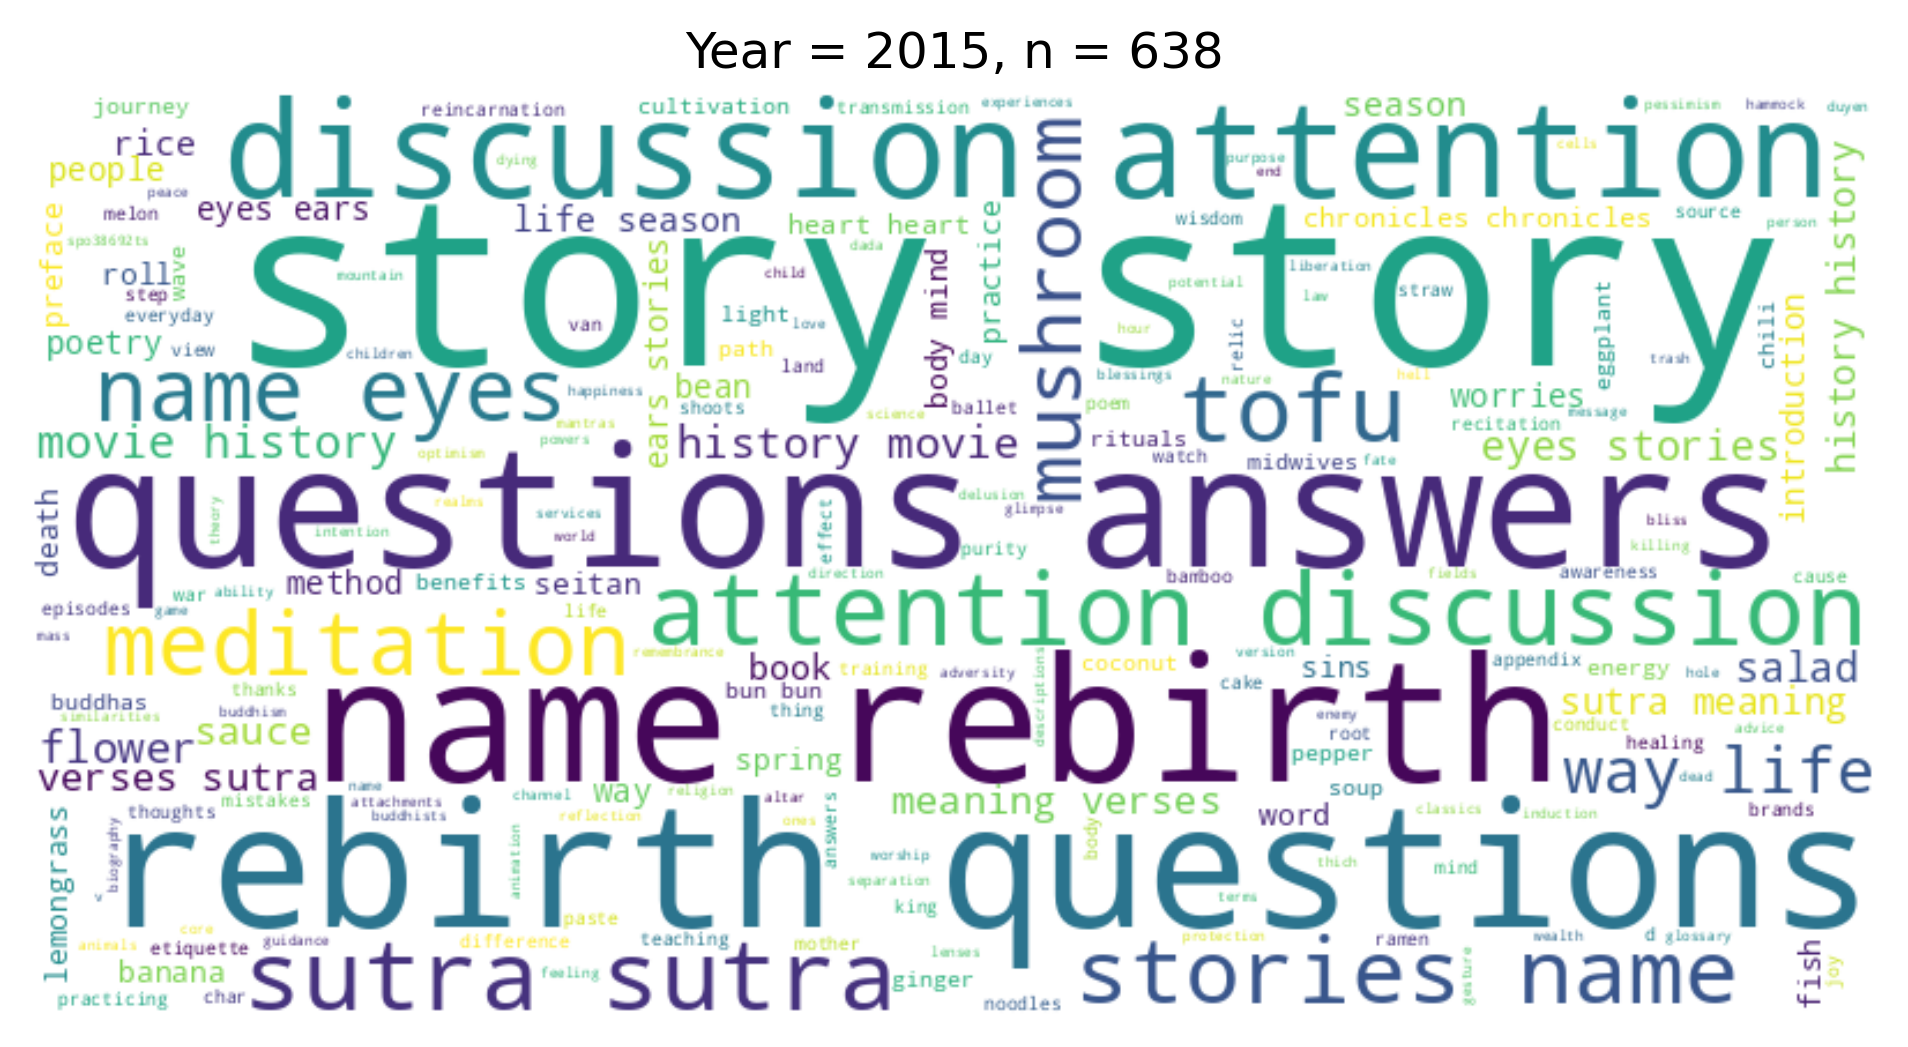 Year = 2015, n = 638
journey
reincarnation
cultivation
transmission
experiences
season
pessimism
hammock
duyen
discussion
attention
rice
people
peace
dying
purpose
end
cells
mushroom
history history
melon
eyes ears
life season
heart heart
practice
wisdom
chronicles chronicles
source
person
preface
spo38692ts
wave
roll
step
everyday
poetry
view
story
story
mountain
ears stories
dada
child
body mind
light
love
van
path
children
land
day
potential
liberation
law
straw
hour
relic
eggplant
trash
chili
introduction
name eyes
happiness
bean
shoots
science
ballet
blessings
nature
hell
poem
tofu
worries
message
recitation
movie history
mantras
powers
optimism
history movie
rituals
watch
midwives
fate
eyes stories
death
questions answers
theory
realms
intention
services
world
effect
delusion
glimpse
purity
bliss
killing
war
ability
method
benefits
seitan
direction
bamboo
fields
awareness
cause
episodes
game
mass
life
meditation
attention discussion
remembrance
book
training
adversity
descriptions
coconut
version
cake
sins
appendix
energy
hole
salad
buddhas
similarities
thanks
buddhism
bun bun
thing
name rebirth
enemy
root
pepper
sutra meaning
conduct
advice
healing
flower
sauce
verses sutra
spring
soup
way life
dead
mistakes
name
thoughts
attachments
buddhists
channel
way
religion
reflection
altar
ones
answers
meaning verses
word
classics
induction
brands
lemongrass
biography
v
rebirth questions
animation
body
worship
separation
king
thich
mind
terms
core
animals
etiquette
guidance
paste
difference
teaching
mother
lenses
protection
ramen
wealth
d
glossary
banana
practicing
char
sutra sutra
feeling
ginger
noodles
stories name
gesture
fish
joy